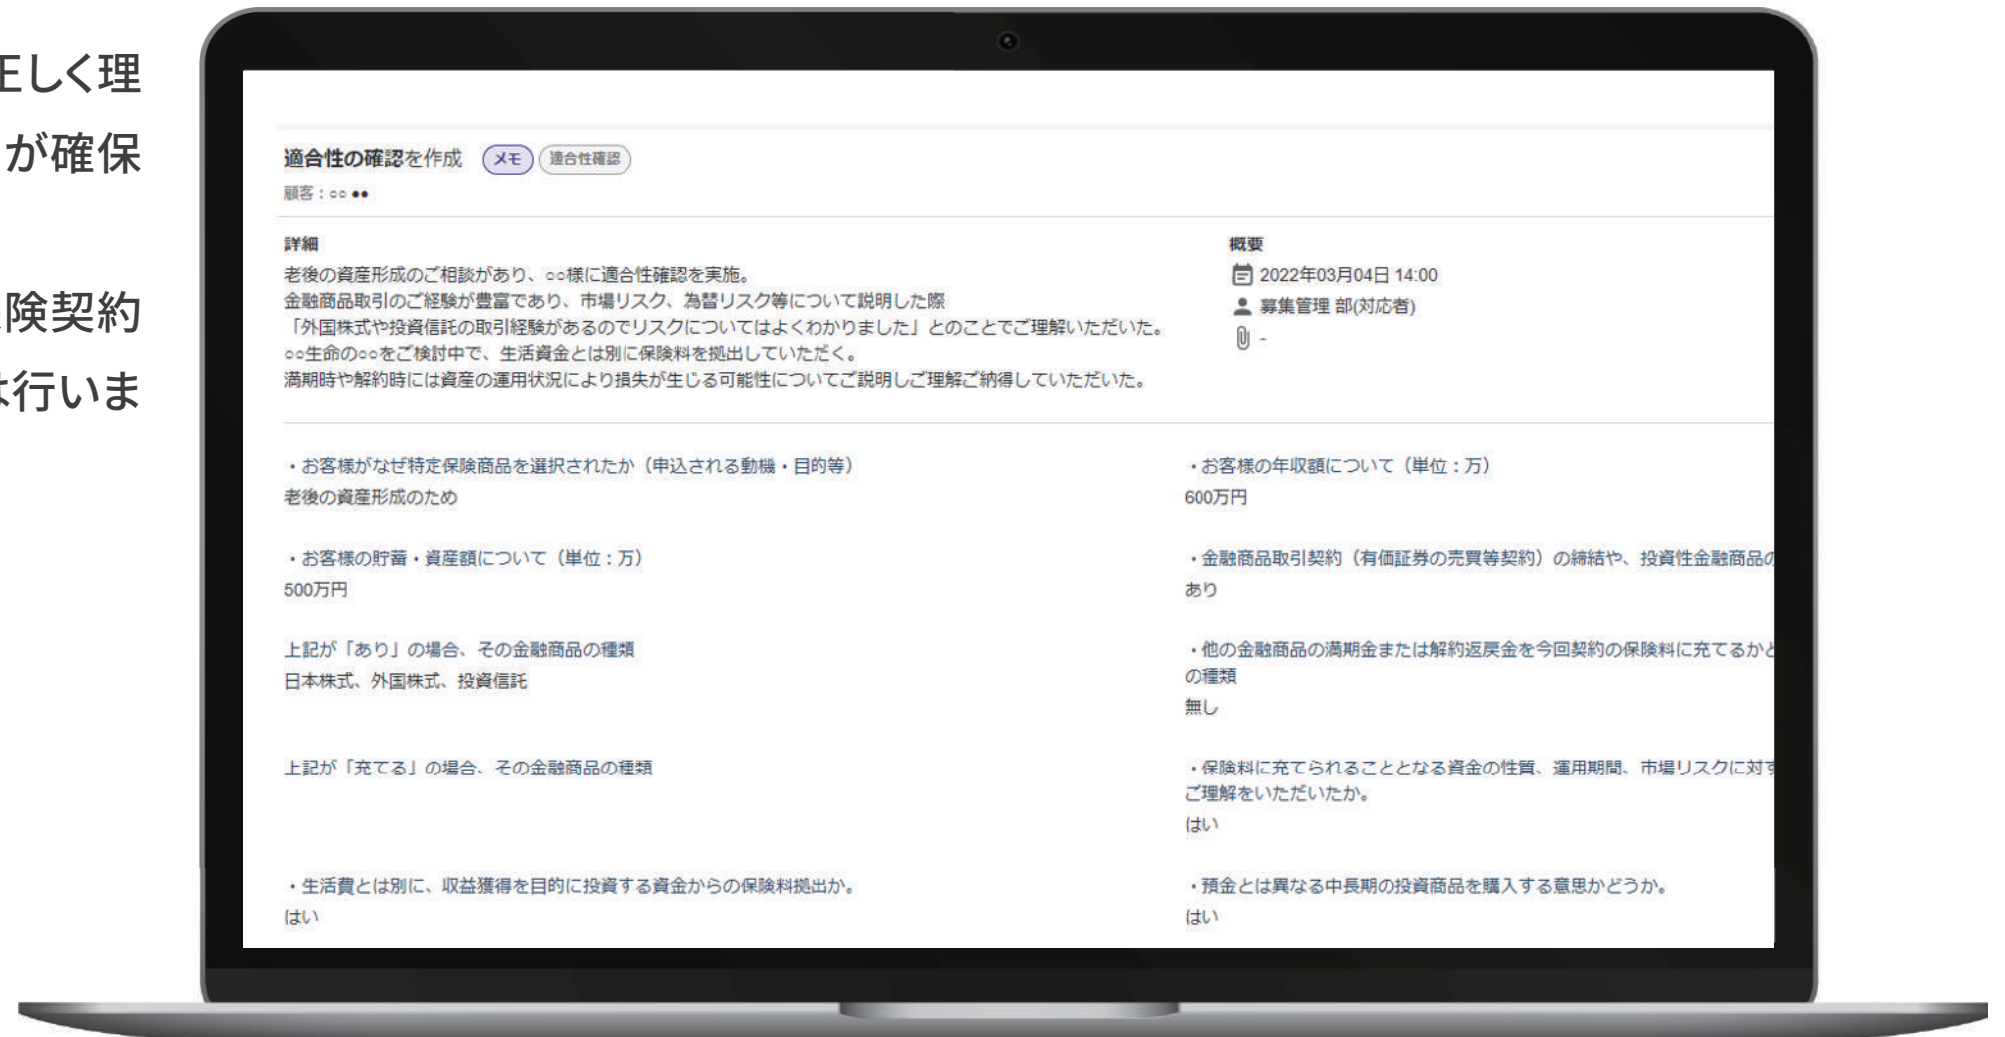 正しく理
が確保
険契約
は行いま
適合性の確認を作成 メモ 適合性確認
顧客：○○ ●●
詳細
老後の資産形成のご相談があり、○○様に適合性確認を実施。
金融商品取引のご経験が豊富であり、市場リスク、為替リスク等について説明した際
「外国株式や投資信託の取引経験があるのでリスクについてはよくわかりました」とのことでご理解いただいた。
○○生命の○○をご検討中で、生活資金とは別に保険料を拠出していただく。
満期時や解約時には資産の運用状況により損失が生じる可能性についてご説明しご理解ご納得していただいた。
概要
2022年03月04日 14:00
募集管理 部(対応者)
-
・お客様がなぜ特定保険商品を選択されたか（申込される動機・目的等）
老後の資産形成のため
・お客様の年収額について（単位：万）
600万円
・お客様の貯蓄・資産額について（単位：万）
500万円
・金融商品取引契約（有価証券の売買等契約）の締結や、投資性金融商品の
あり
上記が「あり」の場合、その金融商品の種類
日本株式、外国株式、投資信託
・他の金融商品の満期金または解約返戻金を今回契約の保険料に充てるかと
の種類
無し
上記が「充てる」の場合、その金融商品の種類
・保険料に充てられることとなる資金の性質、運用期間、市場リスクに対す
ご理解をいただいたか。
はい
・生活費とは別に、収益獲得を目的に投資する資金からの保険料拠出か。
はい
・預金とは異なる中長期の投資商品を購入する意思かどうか。
はい